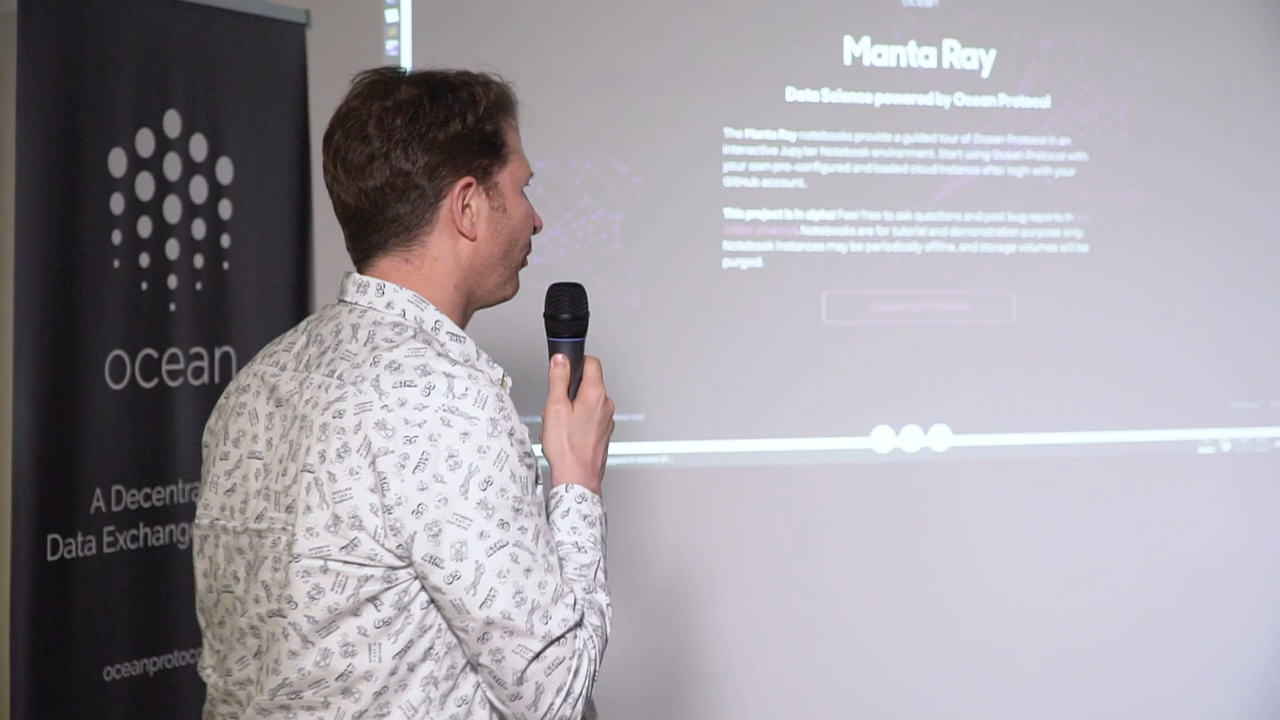 ocean
A Decentra
Data Exchange
oceanprotoc
ocean
Manta Ray
Data Science powered by Ocean Protocol
The Manta Ray notebooks provide a guided tour of Ocean Protocol in an
interactive Jupyter Notebook environment. Start using Ocean Protocol with
your own pre-configured and loaded cloud instance after login with your
GitHub account.
This project is in alpha! Feel free to ask questions and post bug reports in
Notebooks are for tutorial and demonstration purpose only.
Notebook instances may be periodically offline, and storage volumes will be
purged.